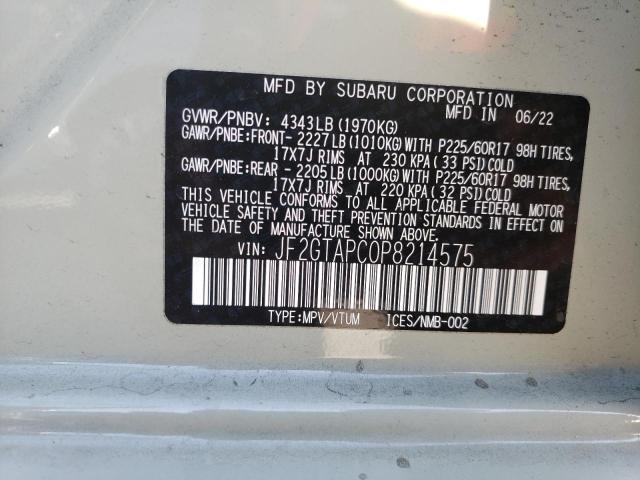 MFD BY SUBARU CORPORATION
MFD IN 06/22
GVWR/PNBV: 4343LB(1970KG)
GAWR/PNBE:FRONT-2227LB(1010KG)WITH P225/60R17 98H TIRES,
17X7J RIMS AT 230 KPA(33 PSI)COLD
GAWR/PNBE:REAR -2205LB(1000KG)WITH P225/60R17 98H TIRES,
17X7J RIMS AT 220 KPA(32 PSI)COLD
THIS VEHICLE CONFORMS TO ALL APPLICABLE FEDERAL MOTOR
VEHICLE SAFETY AND THEFT PREVENTION STANDARDS IN EFFECT ON
THE DATE OF MANUFACTURE SHOWN ABOVE.
VIN: JF2GTAPC0P8214575
TYPE:MPV/VTUM ICES/NMB-002